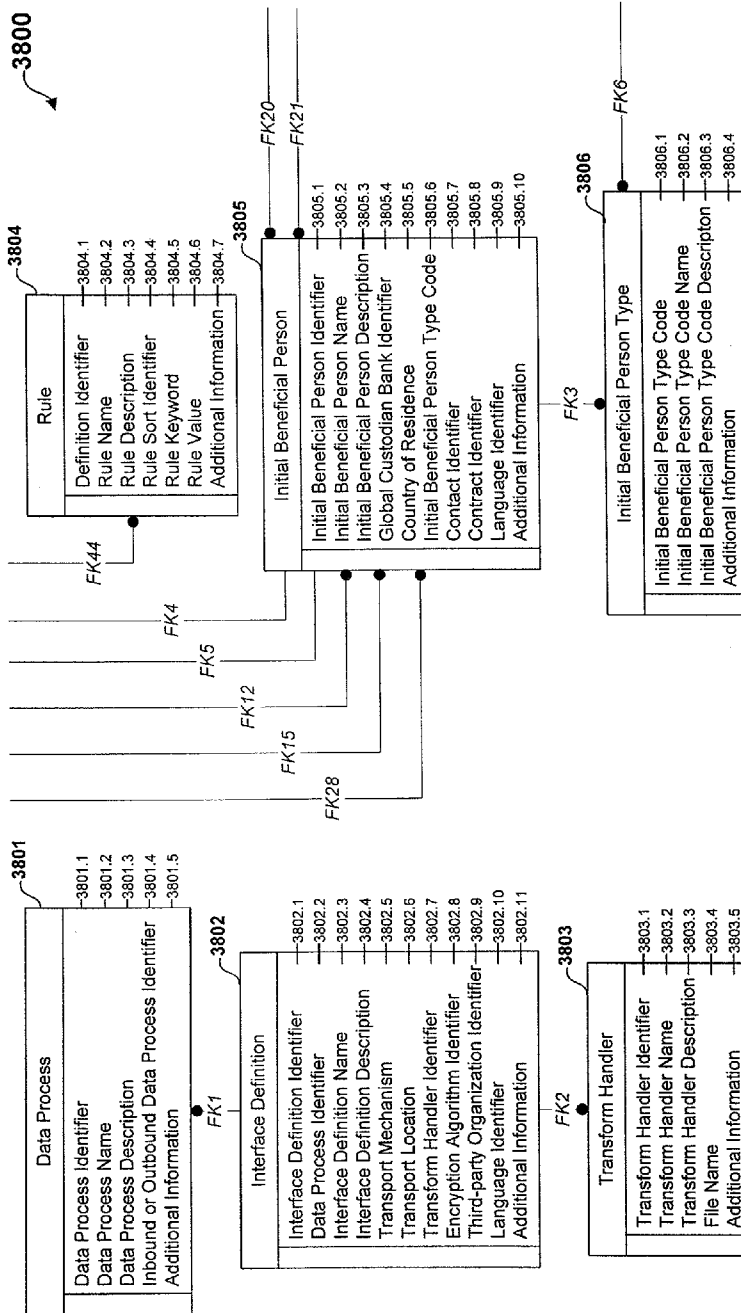 3800
3801
Data Process
Data Process Identifier 3801.1
Data Process Name 3801.2
Data Process Description 3801.3
Inbound or Outbound Data Process Identifier 3801.4
Additional Information 3801.5
FK1
3802
Interface Definition
Interface Definition Identifier 3802.1
Data Process Identifier 3802.2
Interface Definition Name 3802.3
Interface Definition Description 3802.4
Transport Mechanism 3802.5
Transport Location 3802.6
Transform Handler Identifier 3802.7
Encryption Algorithm Identifier 3802.8
Third-party Organization Identifier 3802.9
Language Identifier 3802.10
Additional Information 3802.11
FK2
3803
Transform Handler
Transform Handler Identifier 3803.1
Transform Handler Name 3803.2
Transform Handler Description 3803.3
File Name 3803.4
Additional Information 3803.5
FK44
FK4
FK5
FK12
FK15
FK28
3804
Rule
Definition Identifier 3804.1
Rule Name 3804.2
Rule Description 3804.3
Rule Sort Identifier 3804.4
Rule Keyword 3804.5
Rule Value 3804.6
Additional Information 3804.7
3805
FK20
FK21
Initial Beneficial Person
Initial Beneficial Person Identifier 3805.1
Initial Beneficial Person Name 3805.2
Initial Beneficial Person Description 3805.3
Global Custodian Bank Identifier 3805.4
Country of Residence 3805.5
Initial Beneficial Person Type Code 3805.6
Contact Identifier 3805.7
Contract Identifier 3805.8
Language Identifier 3805.9
Additional Information 3805.10
FK3
3806
FK6
Initial Beneficial Person Type
Initial Beneficial Person Type Code 3806.1
Initial Beneficial Person Type Code Name 3806.2
Initial Beneficial Person Type Code Descripton 3806.3
Additional Information 3806.4